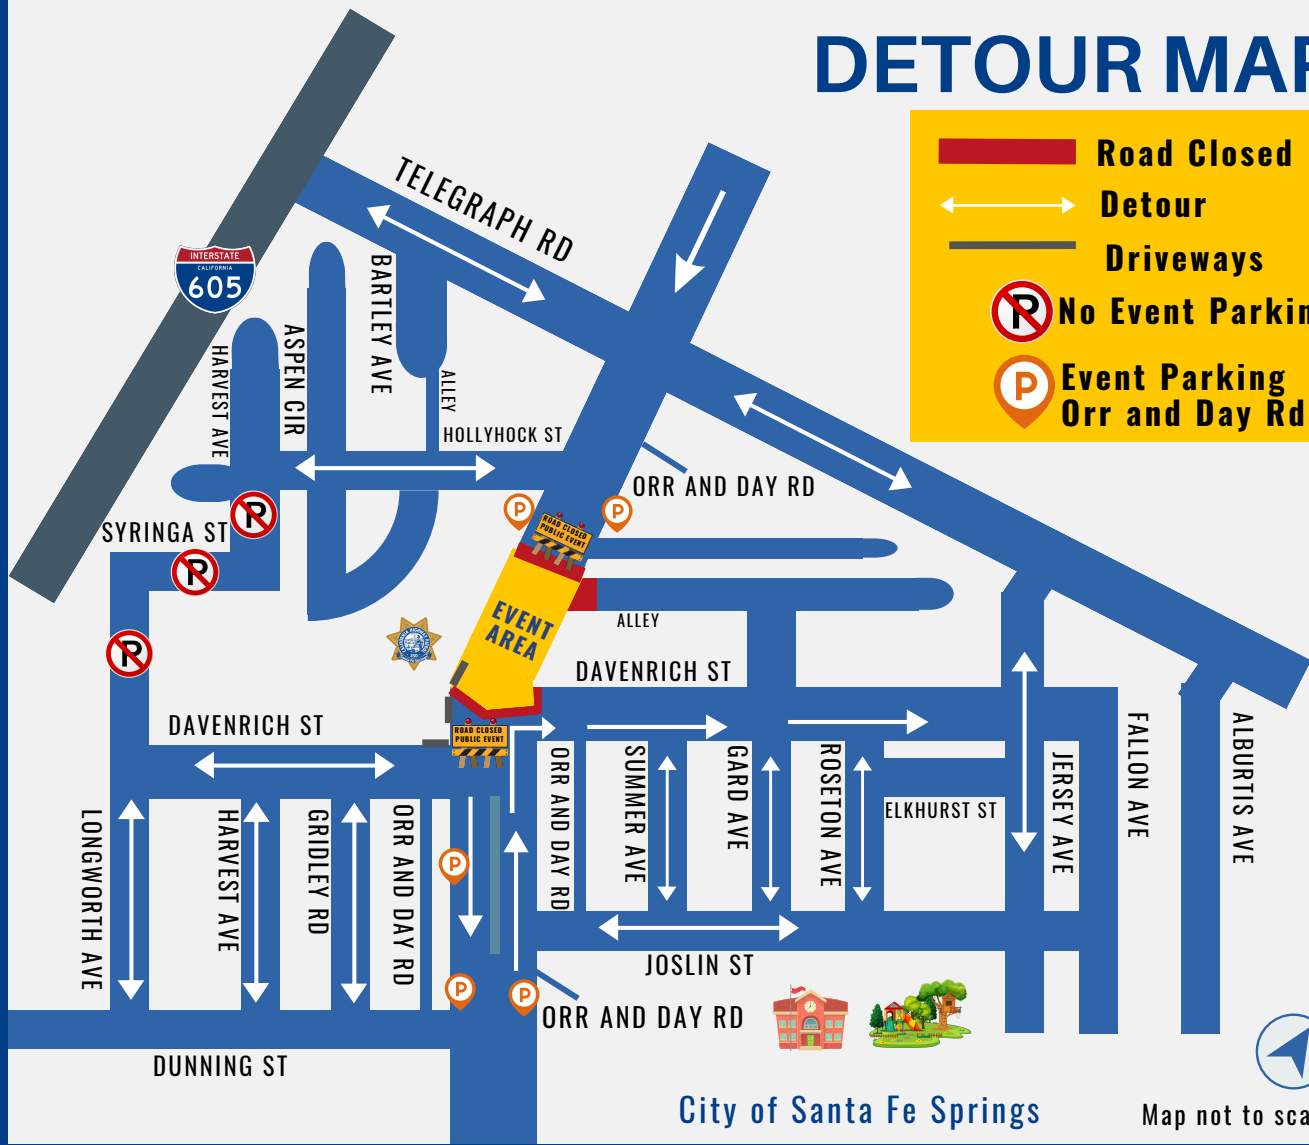 DETOUR MAP
Road Closed
Detour
Driveways
P
No Event Parkin
P
Event Parking
Orr and Day Rd
TELEGRAPH RD
INTERSTATE
CALIFORNIA
605
BARTLEY AVE
ASPEN CIR
HARVEST AVE
ALLEY
HOLLYHOCK ST
ORR AND DAY RD
SYRINGA ST
P
P
P
P
P
ROAD CLOSED
PUBLIC EVENT
EVENT
AREA
ALLEY
DAVENRICH ST
DAVENRICH ST
ROAD CLOSED
PUBLIC EVENT
LONGWORTH AVE
HARVEST AVE
GRIDLEY RD
ORR AND DAY RD
P
ORR AND DAY RD
SUMMER AVE
GARD AVE
ROSETON AVE
ELKHURST ST
JERSEY AVE
FALLON AVE
ALBURTIS AVE
JOSLIN ST
P
P
ORR AND DAY RD
DUNNING ST
City of Santa Fe Springs
Map not to sca